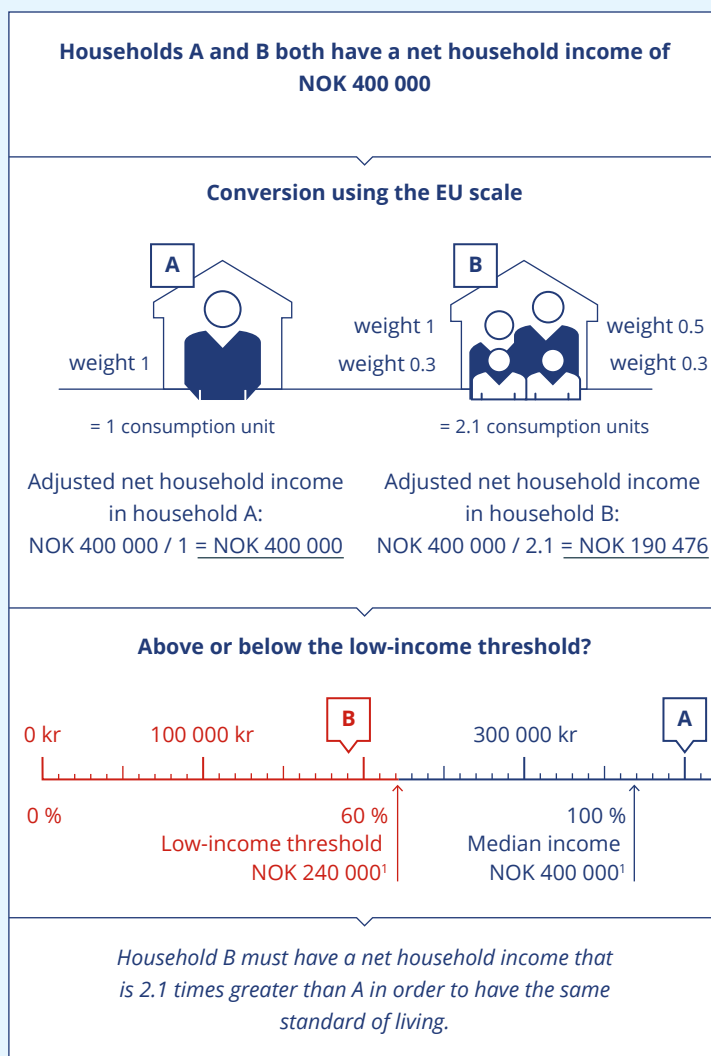 Households A and B both have a net household income of
NOK 400 000
Conversion using the EU scale
A
weight 1
= 1 consumption unit
Adjusted net household income
in household A:
NOK 400 000 / 1 = NOK 400 000
B
weight 1
weight 0.5
weight 0.3
weight 0.3
= 2.1 consumption units
Adjusted net household income
in household B:
NOK 400 000 / 2.1 = NOK 190 476
Above or below the low-income threshold?
B
A
0 kr
100 000 kr
300 000 kr
0 %
60 %
Low-income threshold
NOK 240 000¹
100 %
Median income
NOK 400 000¹
Household B must have a net household income that
is 2.1 times greater than A in order to have the same
standard of living.